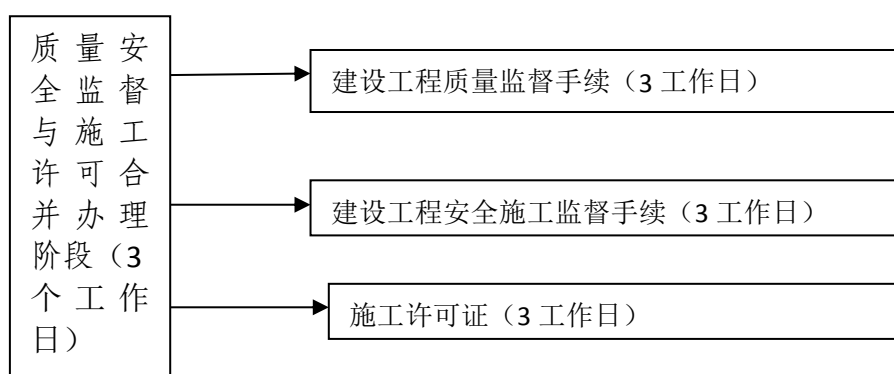 质量安
全监督
与施工
许可合
并办理
阶段（3
个工作
日）
建设工程质量监督手续（3 工作日）
建设工程安全施工监督手续（3 工作日）
施工许可证（3 工作日）